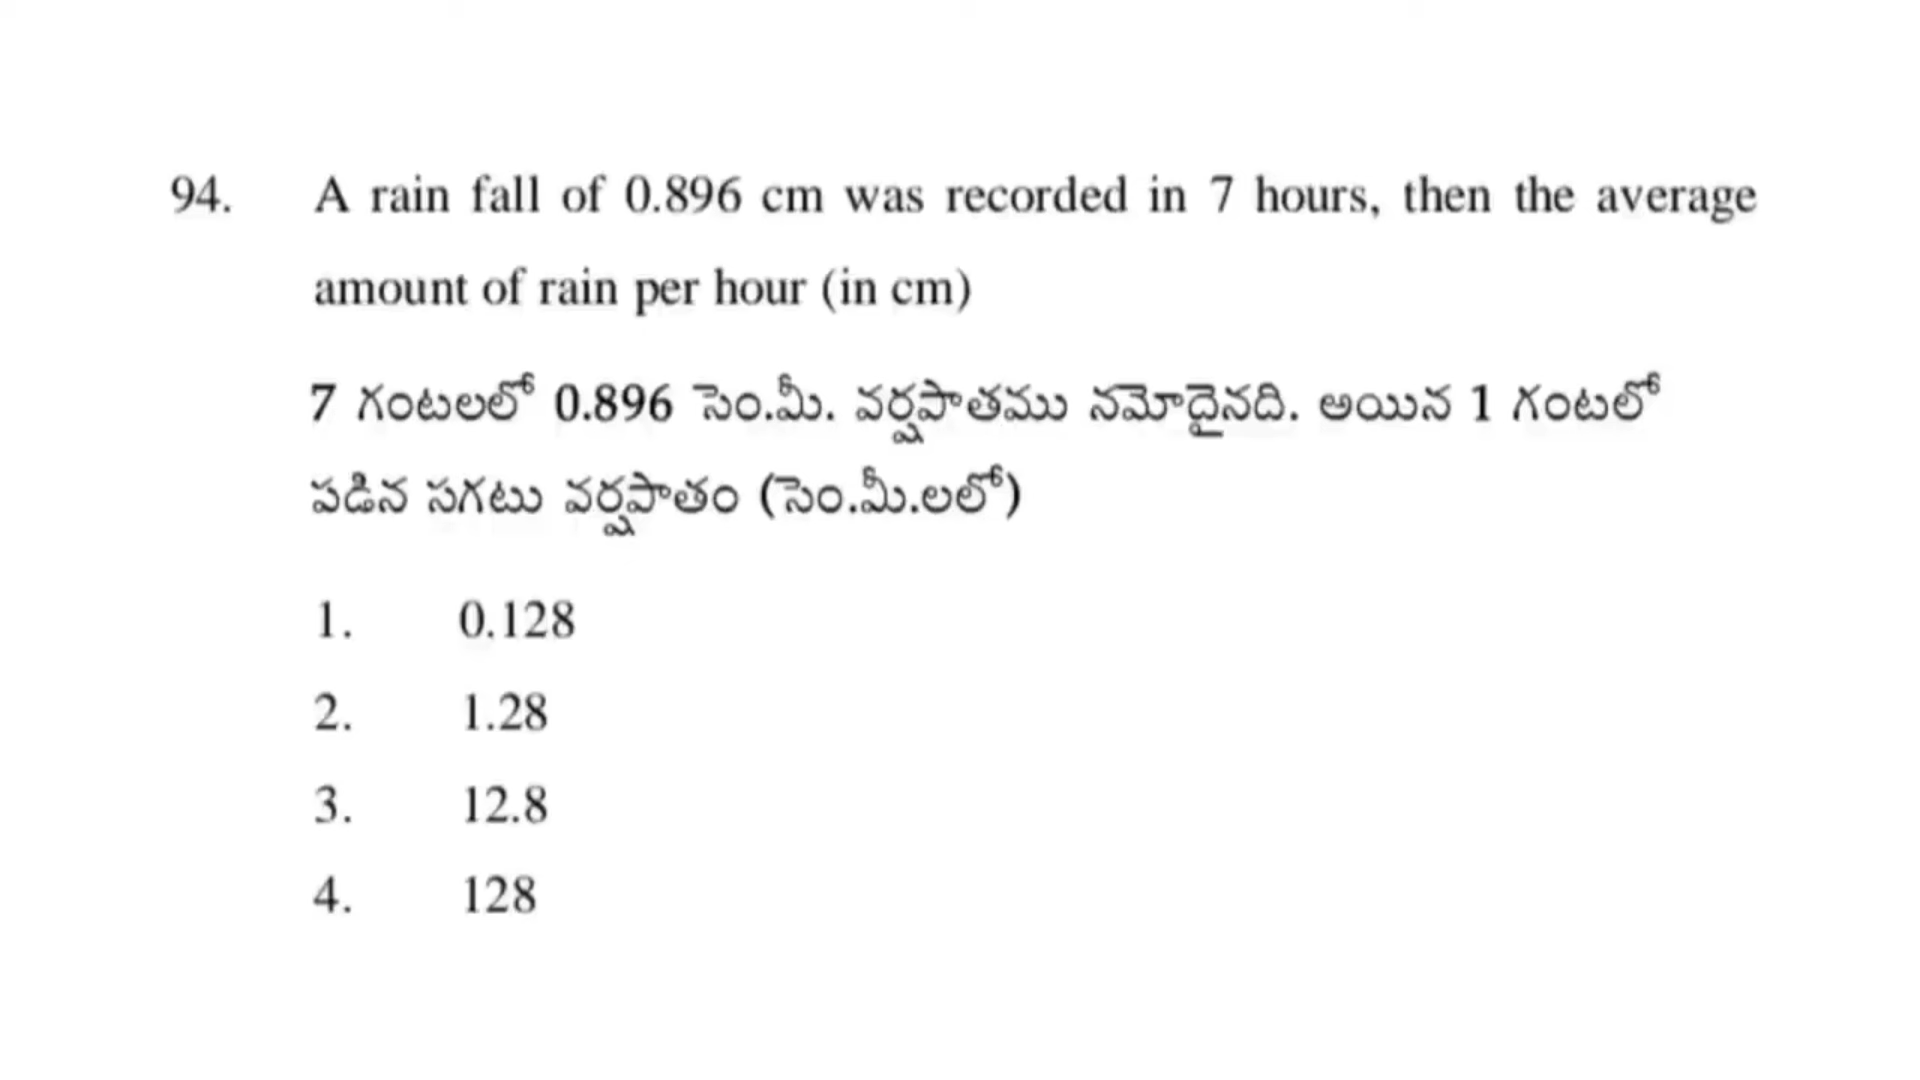 94. A rain fall of 0.896 cm was recorded in 7 hours, then the average
amount of rain per hour (in cm)
7 గంటలలో 0.896 సెం.మీ. వర్షపాతము నమోదైనది. అయిన 1 గంటలో
పడిన సగటు వర్షపాతం (సెం.మీ.లలో)
1. 0.128
2. 1.28
3. 12.8
4. 128